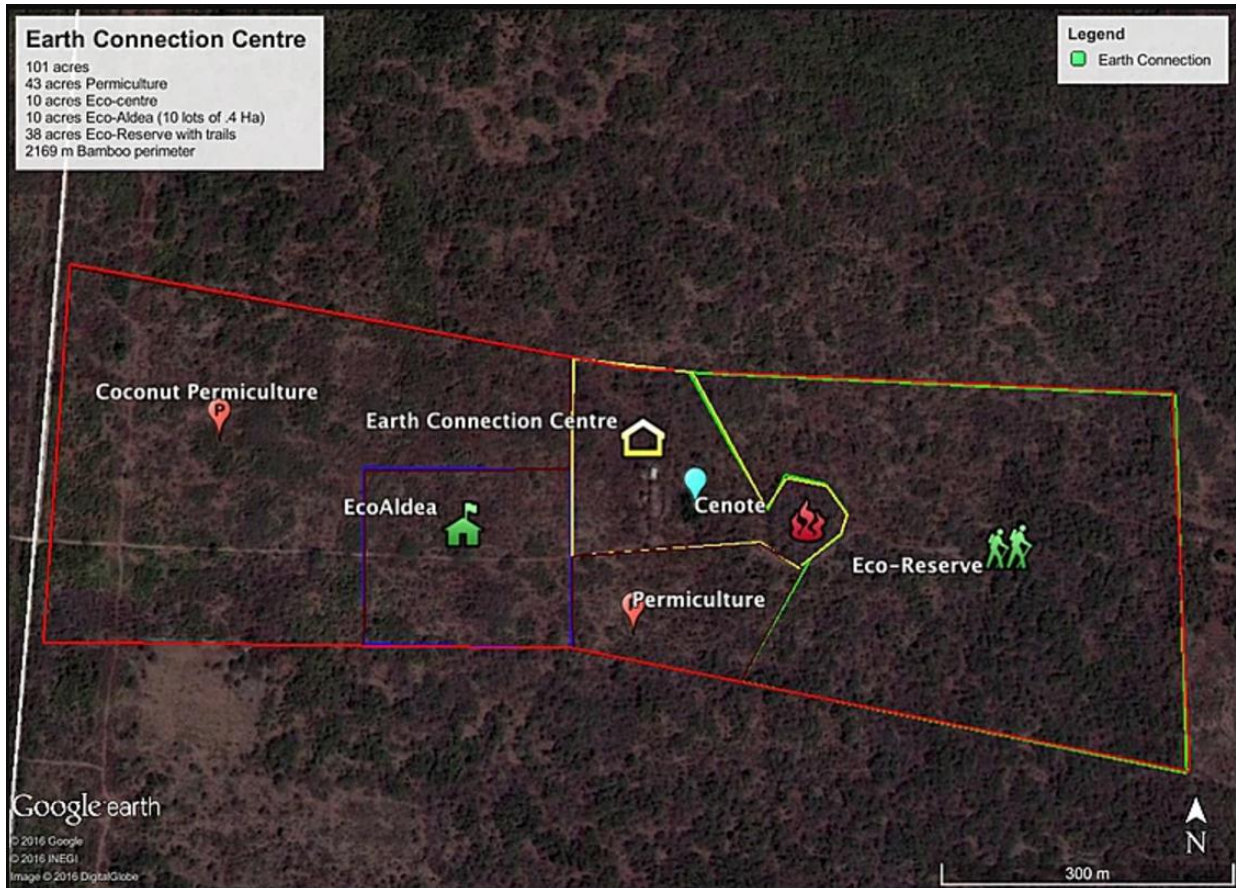 Earth Connection Centre
101 acres
43 acres Permiculture
10 acres Eco-centre
10 acres Eco-Aldea (10 lots of .4 Ha)
38 acres Eco-Reserve with trails
2169 m Bamboo perimeter
Legend
Earth Connection
Coconut Permiculture
P
Earth Connection Centre
EcoAldea
Cenote
Eco-Reserve
Permiculture
Google earth
© 2016 Google
© 2016 INEGI
Image © 2016 DigitalGlobe
N
300 m